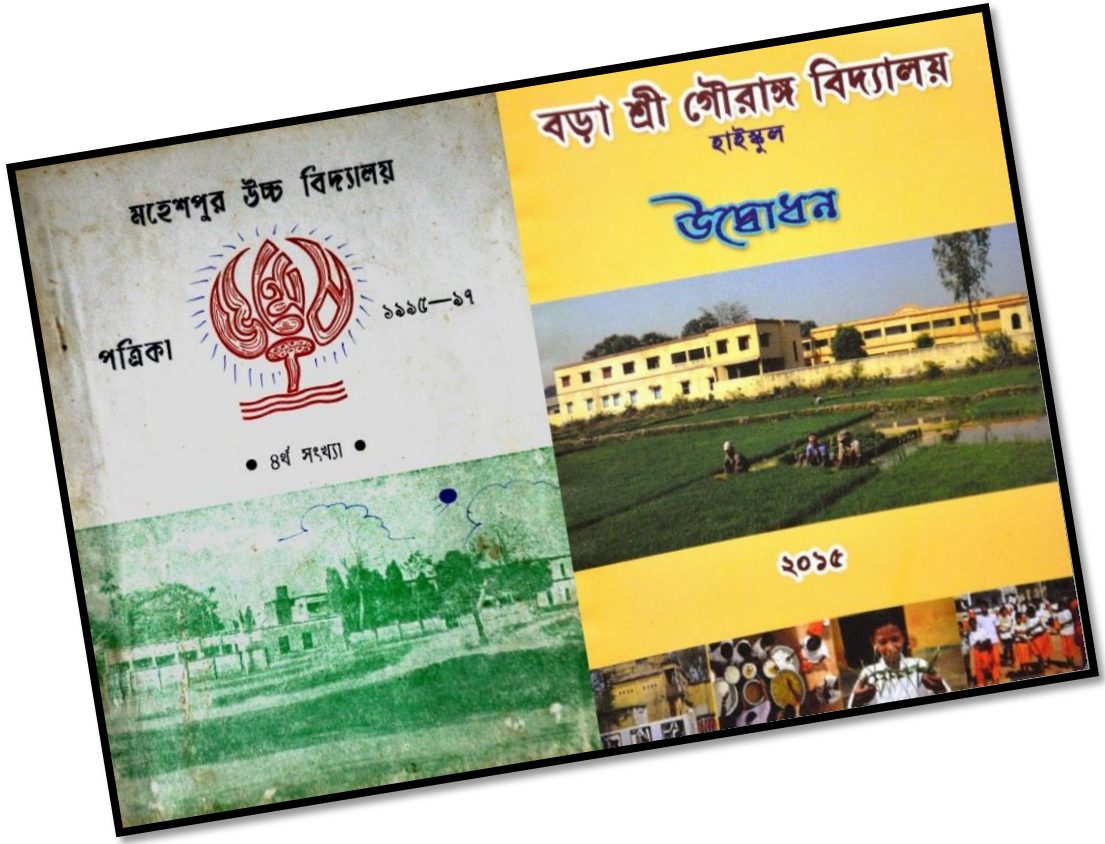 মহেশপুর উচ্চ বিদ্যালয়
পত্রিকা
১৯৯৫—৯৭
● ৪র্থ সংখ্যা ●
বড়া শ্রী গৌরাঙ্গ বিদ্যালয়
হাইস্কুল
উদ্বোধন
২০১৫